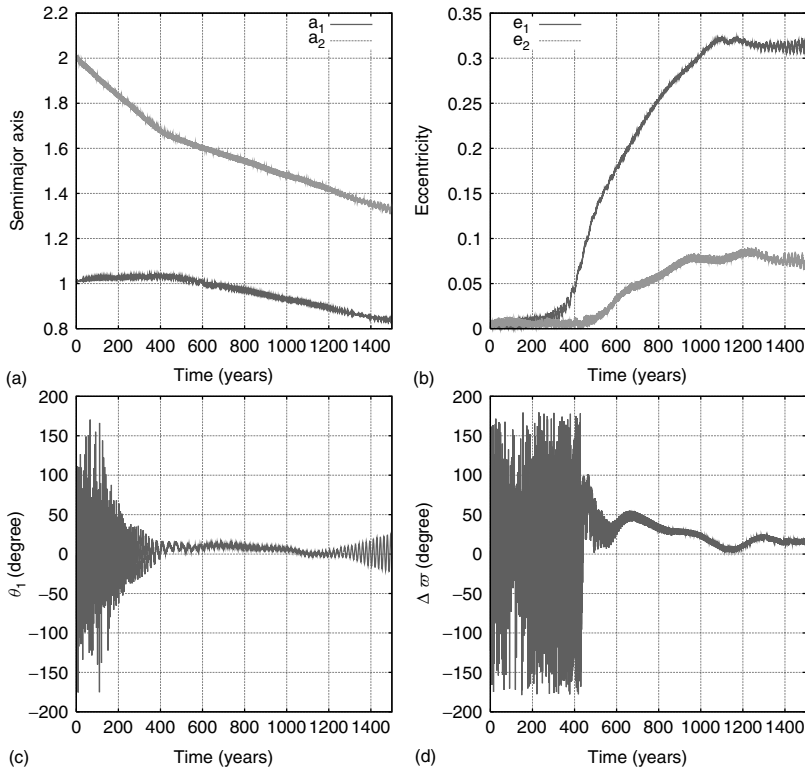 a₁
a₂
2.2
2
1.8
1.6
1.4
1.2
1
0.8
Semimajor axis
0 200 400 600 800 1000 1200 1400
Time (years)
(a)
e₁
e₂
0.35
0.3
0.25
0.2
0.15
0.1
0.05
0
Eccentricity
0 200 400 600 800 1000 1200 1400
Time (years)
(b)
200
150
100
50
0
−50
−100
−150
−200
θ₁ (degree)
0 200 400 600 800 1000 1200 1400
Time (years)
(c)
200
150
100
50
0
−50
−100
−150
−200
Δ ϖ (degree)
0 200 400 600 800 1000 1200 1400
Time (years)
(d)